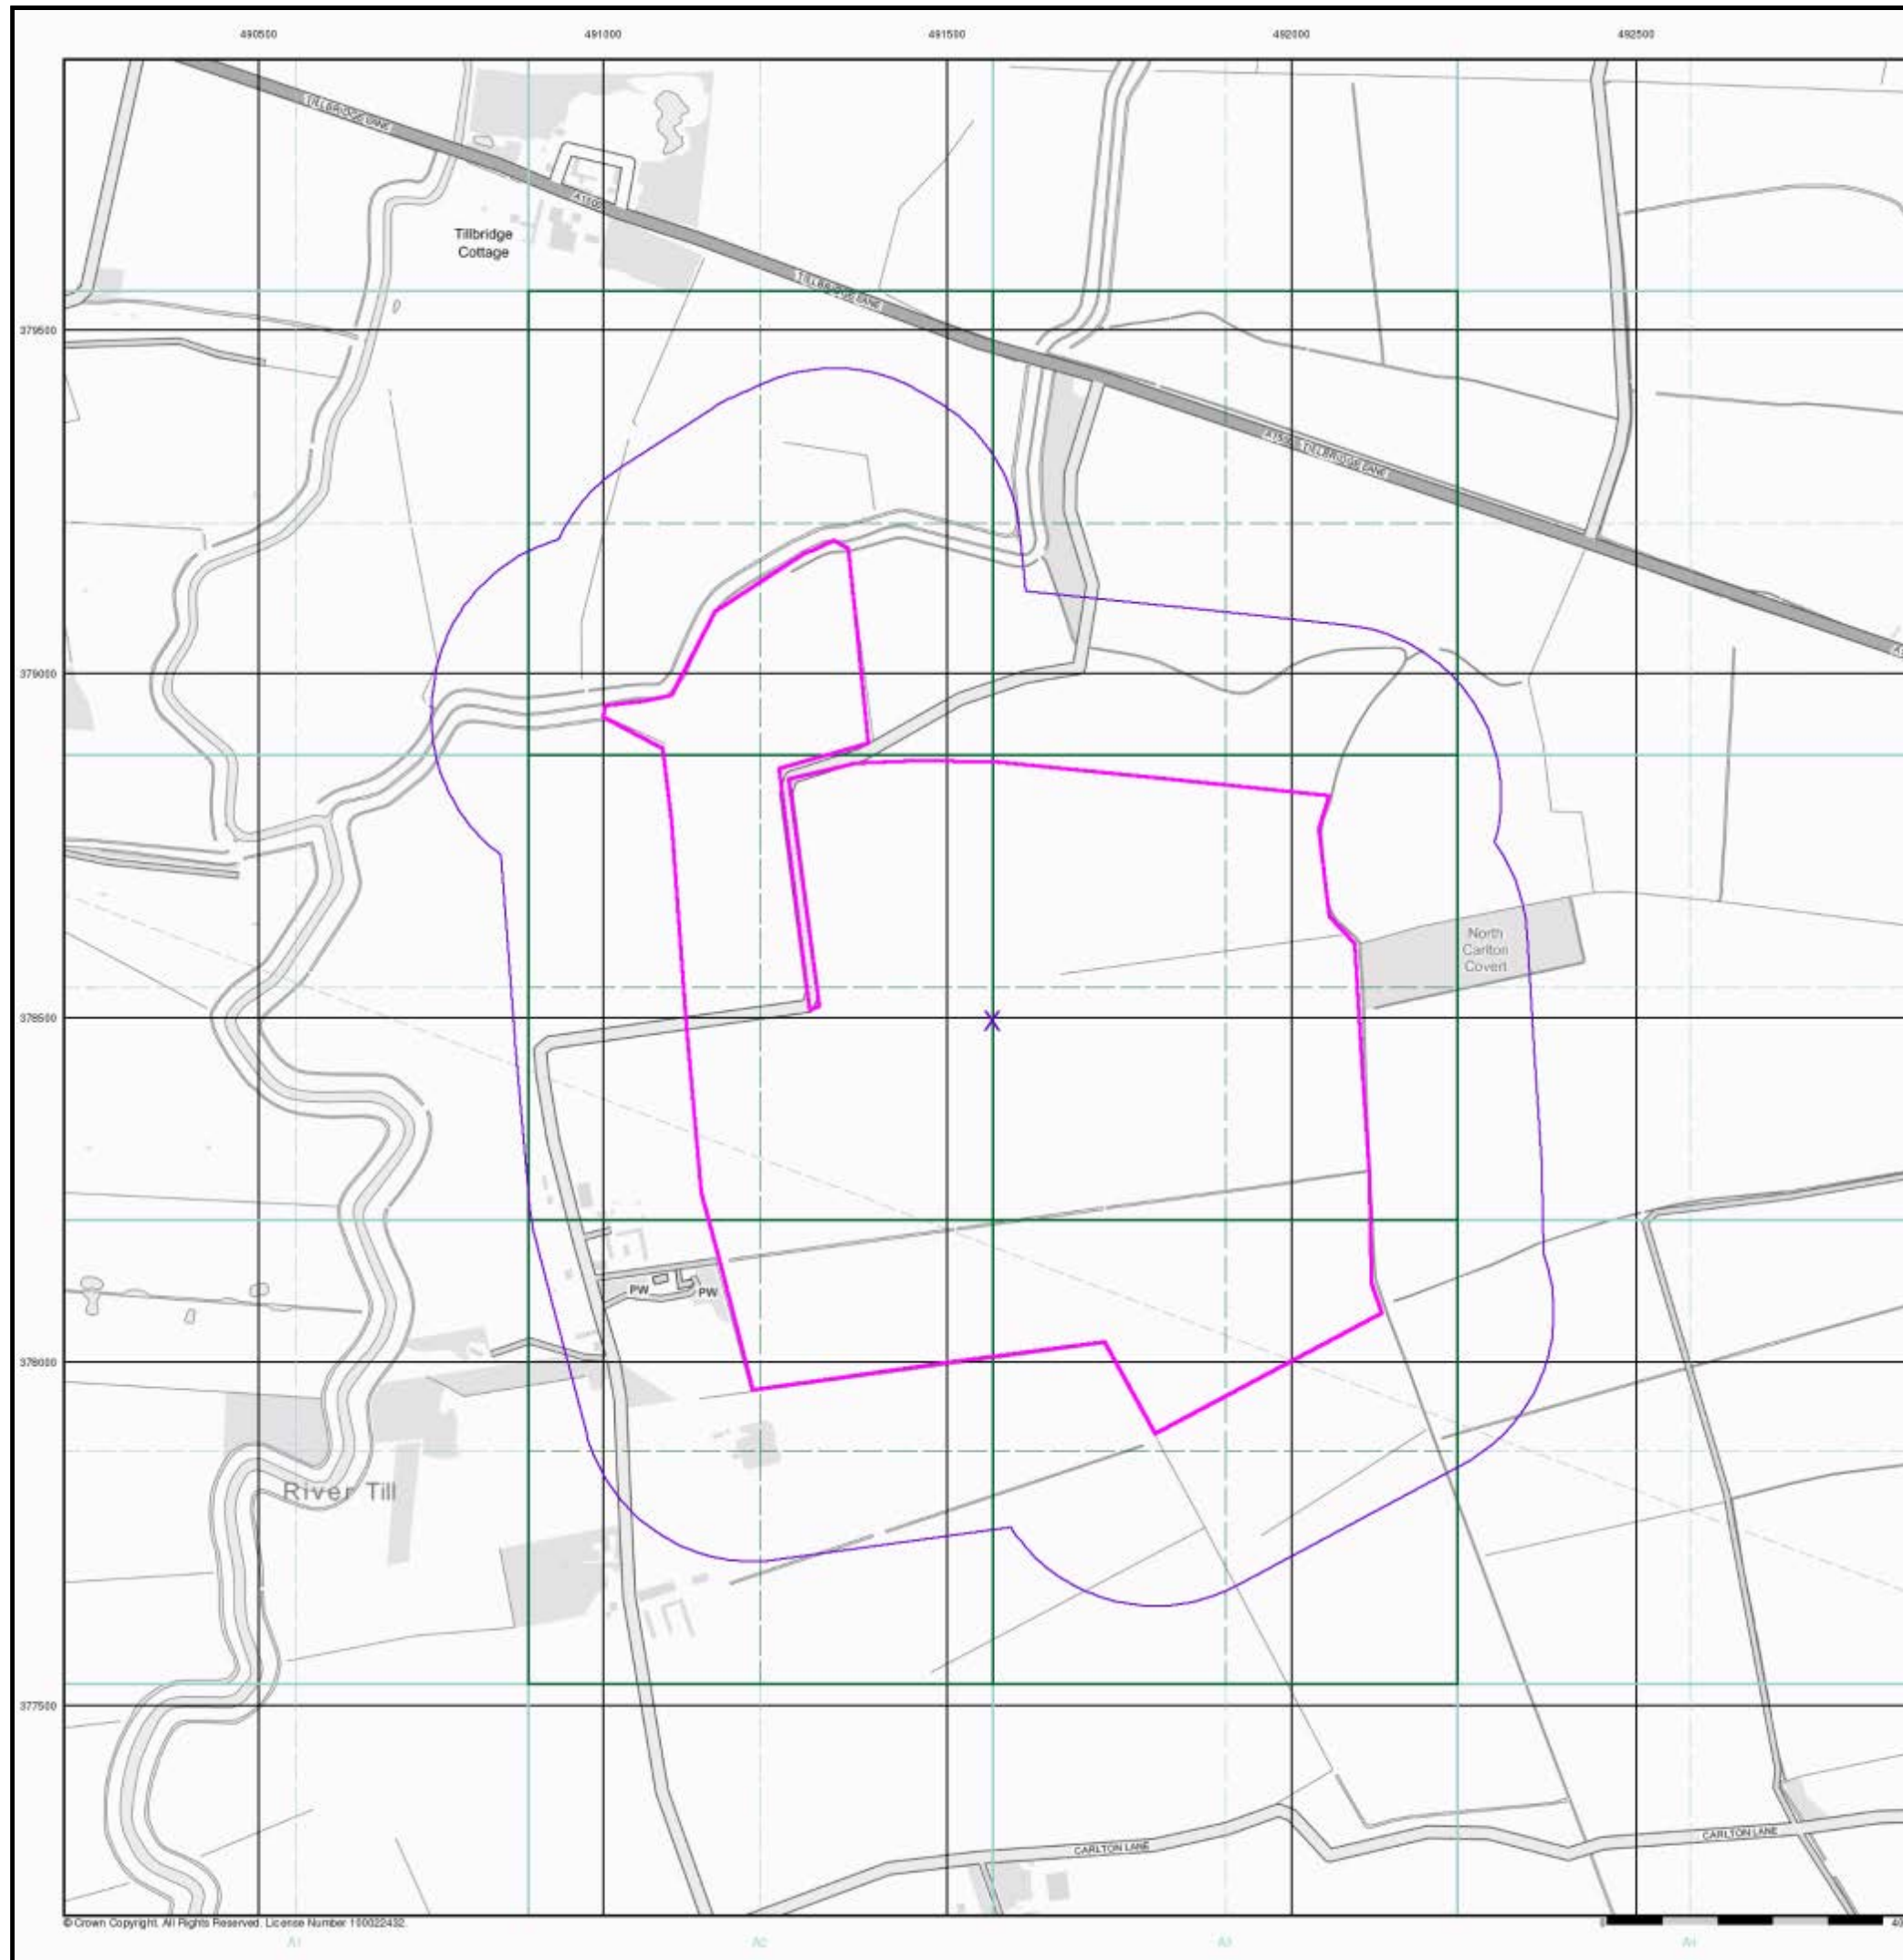 490500 491000 491500 492000 492500
TILLBRIDGE LANE
A1500
Tillbridge
Cottage
TILLBRIDGE LANE
379500
A1500 TILLBRIDGE LANE
379000
North
Carlton
Covert
378500
PW PW
378000
River Till
377500
CARLTON LANE
CARLTON LANE
© Crown Copyright. All Rights Reserved. License Number 100022432.
0
A1 A2 A3 A4